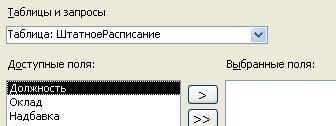 Таблицы и запросы
Таблица: ШтатноеРасписание
Доступные поля:
Выбранные поля:
Должность
Оклад
Надбавка
>
>>